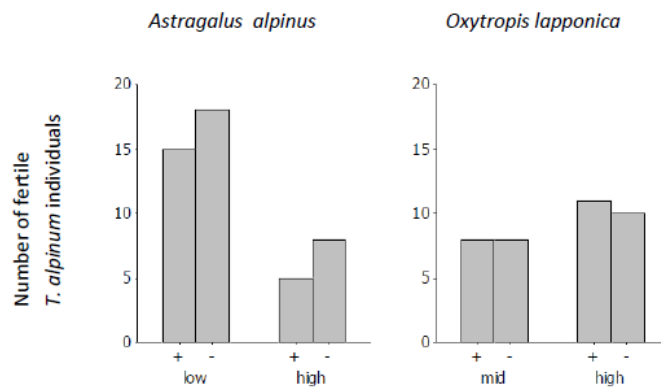 Astragalus alpinus
Oxytropis lapponica
Number of fertile
T. alpinum individuals
20
15
10
5
0
+ - + -
low high
20
15
10
5
0
+ - + -
mid high